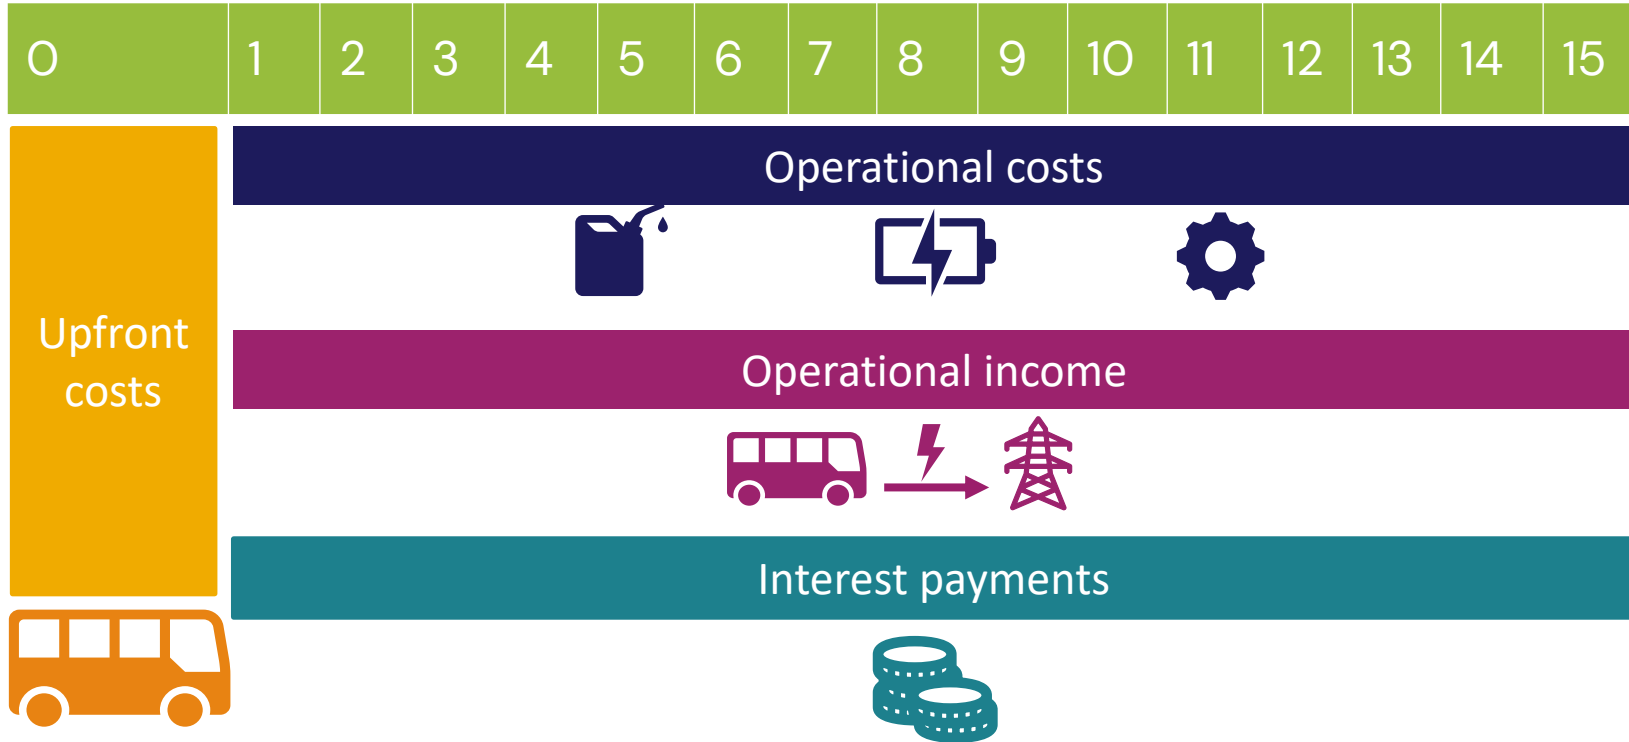 0 1 2 3 4 5 6 7 8 9 10 11 12 13 14 15
Operational costs
Upfront
costs
Operational income
Interest payments